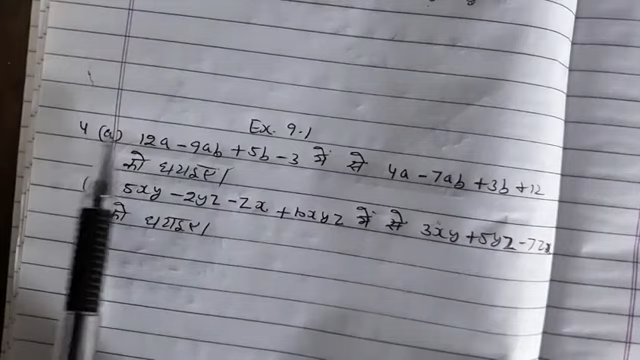 Ex. 9.1
4 (a) 12a - 9ab + 5b - 3 में से 4a - 7ab + 3b + 12
को घटाइए।
( 5xy - 2yz - 2zx + 10xyz में से 3xy + 5yz - 7zx
को घटाइए।